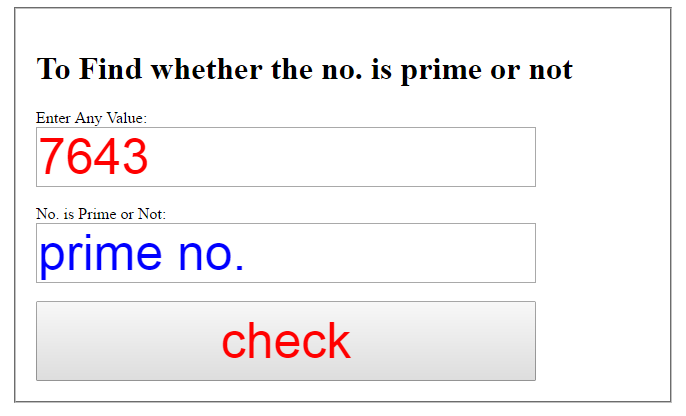 To Find whether the no. is prime or not
Enter Any Value:
7643
No. is Prime or Not:
prime no.
check